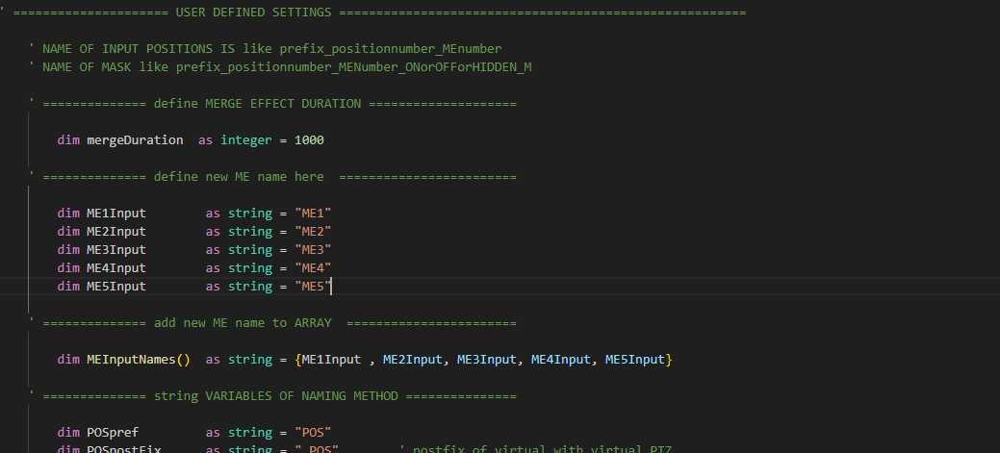 ' ===================== USER DEFINED SETTINGS =======================================================
' NAME OF INPUT POSITIONS IS like prefix_positionnumber_MEnumber
' NAME OF MASK like prefix_positionnumber_MENumber_ONorOFForHIDDEN_M
' ============== define MERGE EFFECT DURATION ====================
dim mergeDuration  as integer = 1000
' ============== define new ME name here  ========================
dim ME1Input        as string = "ME1"
dim ME2Input        as string = "ME2"
dim ME3Input        as string = "ME3"
dim ME4Input        as string = "ME4"
dim ME5Input        as string = "ME5"
' ============== add new ME name to ARRAY  =======================
dim MEInputNames()  as string = {ME1Input , ME2Input, ME3Input, ME4Input, ME5Input}
' ============== string VARIABLES OF NAMING METHOD ===============
dim POSpref         as string = "POS"
dim POSpostFix      as string = "_POS"        ' postfix of virtual with virtual PTZ